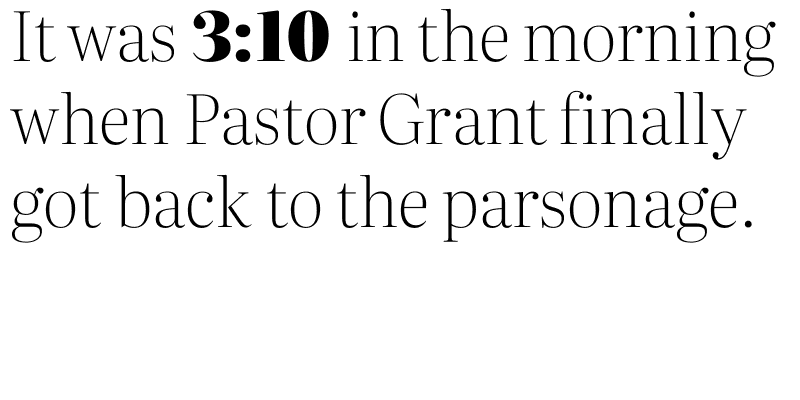 It was 3:10 in the morning
when Pastor Grant finally
got back to the parsonage.